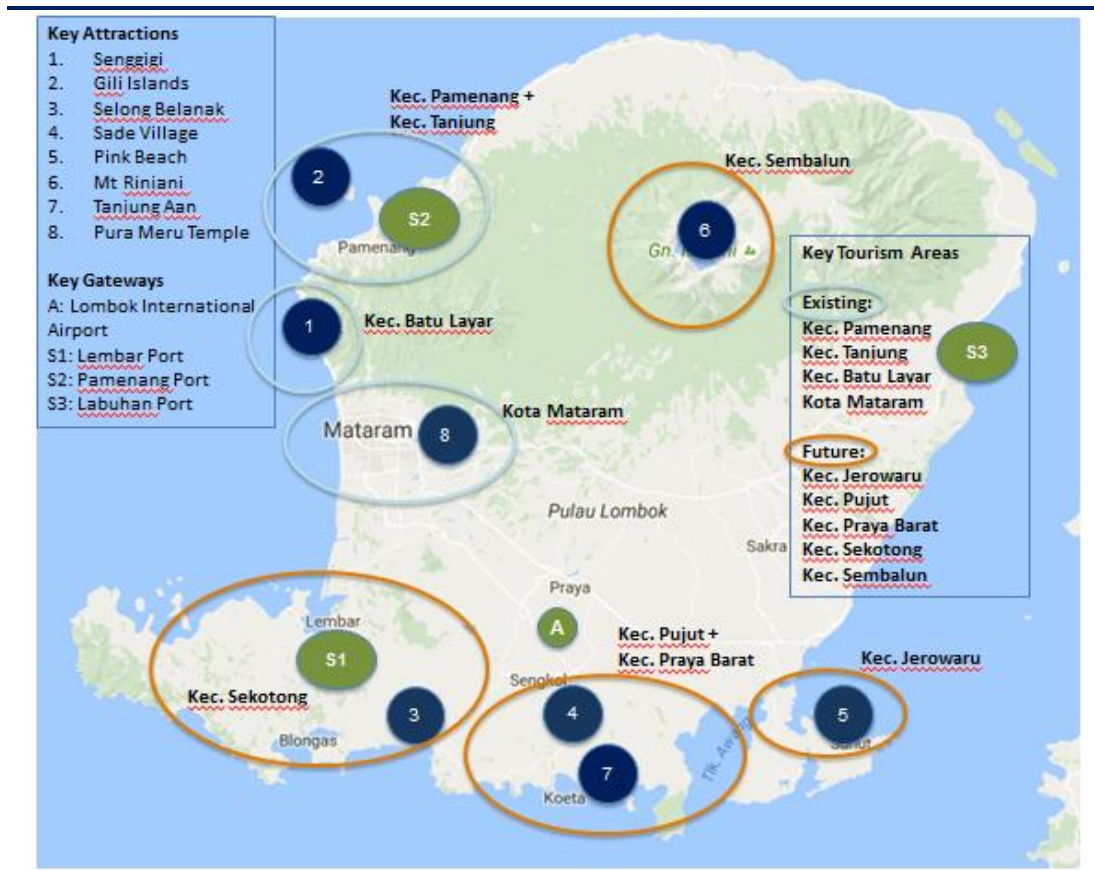 Key Attractions
1. Senggigi
2. Gili Islands
3. Selong Belanak
4. Sade Village
5. Pink Beach
6. Mt Riniani
7. Tanjung Aan
8. Pura Meru Temple
Key Gateways
A: Lombok International
Airport
S1: Lembar Port
S2: Pamenang Port
S3: Labuhan Port
Kec. Pamenang +
Kec. Tanjung
2
S2
Pamenang
Kec. Sembalun
6
Gn.
1
Kec. Batu Layar
Key Tourism Areas
Existing:
Kec. Pamenang
Kec. Tanjung
Kec. Batu Layar
Kota Mataram
Future:
Kec. Jerowaru
Kec. Pujut
Kec. Praya Barat
Kec. Sekotong
Kec. Sembalun
S3
Kota Mataram
Mataram
8
Pulau Lombok
Sakra
Praya
A
Lembar
S1
Kec. Sekotong
3
Blongas
Kec. Pujut +
Kec. Praya Barat
Sengkol
4
7
Koeta
Tlk. Awang
Kec. Jerowaru
5